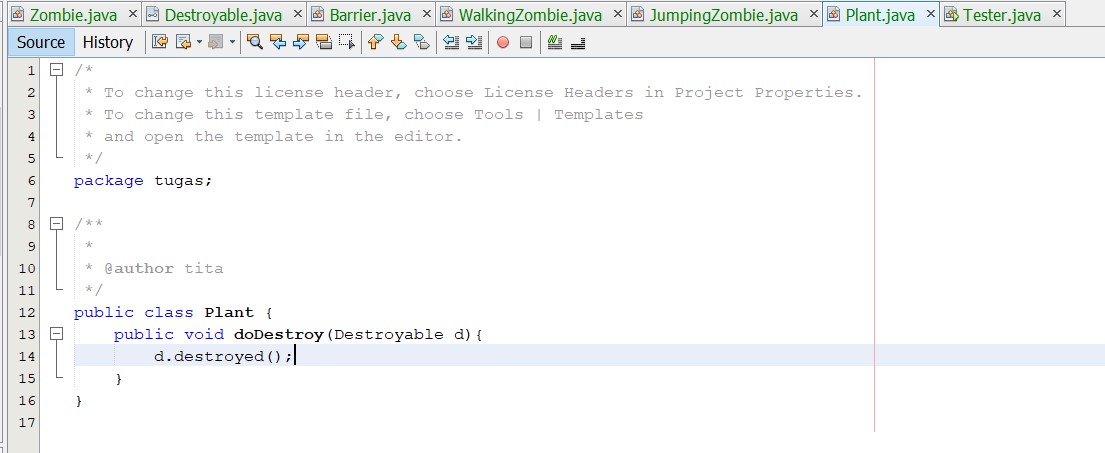 Zombie.java × Destroyable.java × Barrier.java × WalkingZombie.java × JumpingZombie.java × Plant.java × Tester.java ×
Source History
1 /*
2 * To change this license header, choose License Headers in Project Properties.
3 * To change this template file, choose Tools | Templates
4 * and open the template in the editor.
5 */
6 package tugas;
7
8 /**
9 *
10 * @author tita
11 */
12 public class Plant {
13 public void doDestroy(Destroyable d){
14 d.destroyed();
15 }
16 }
17